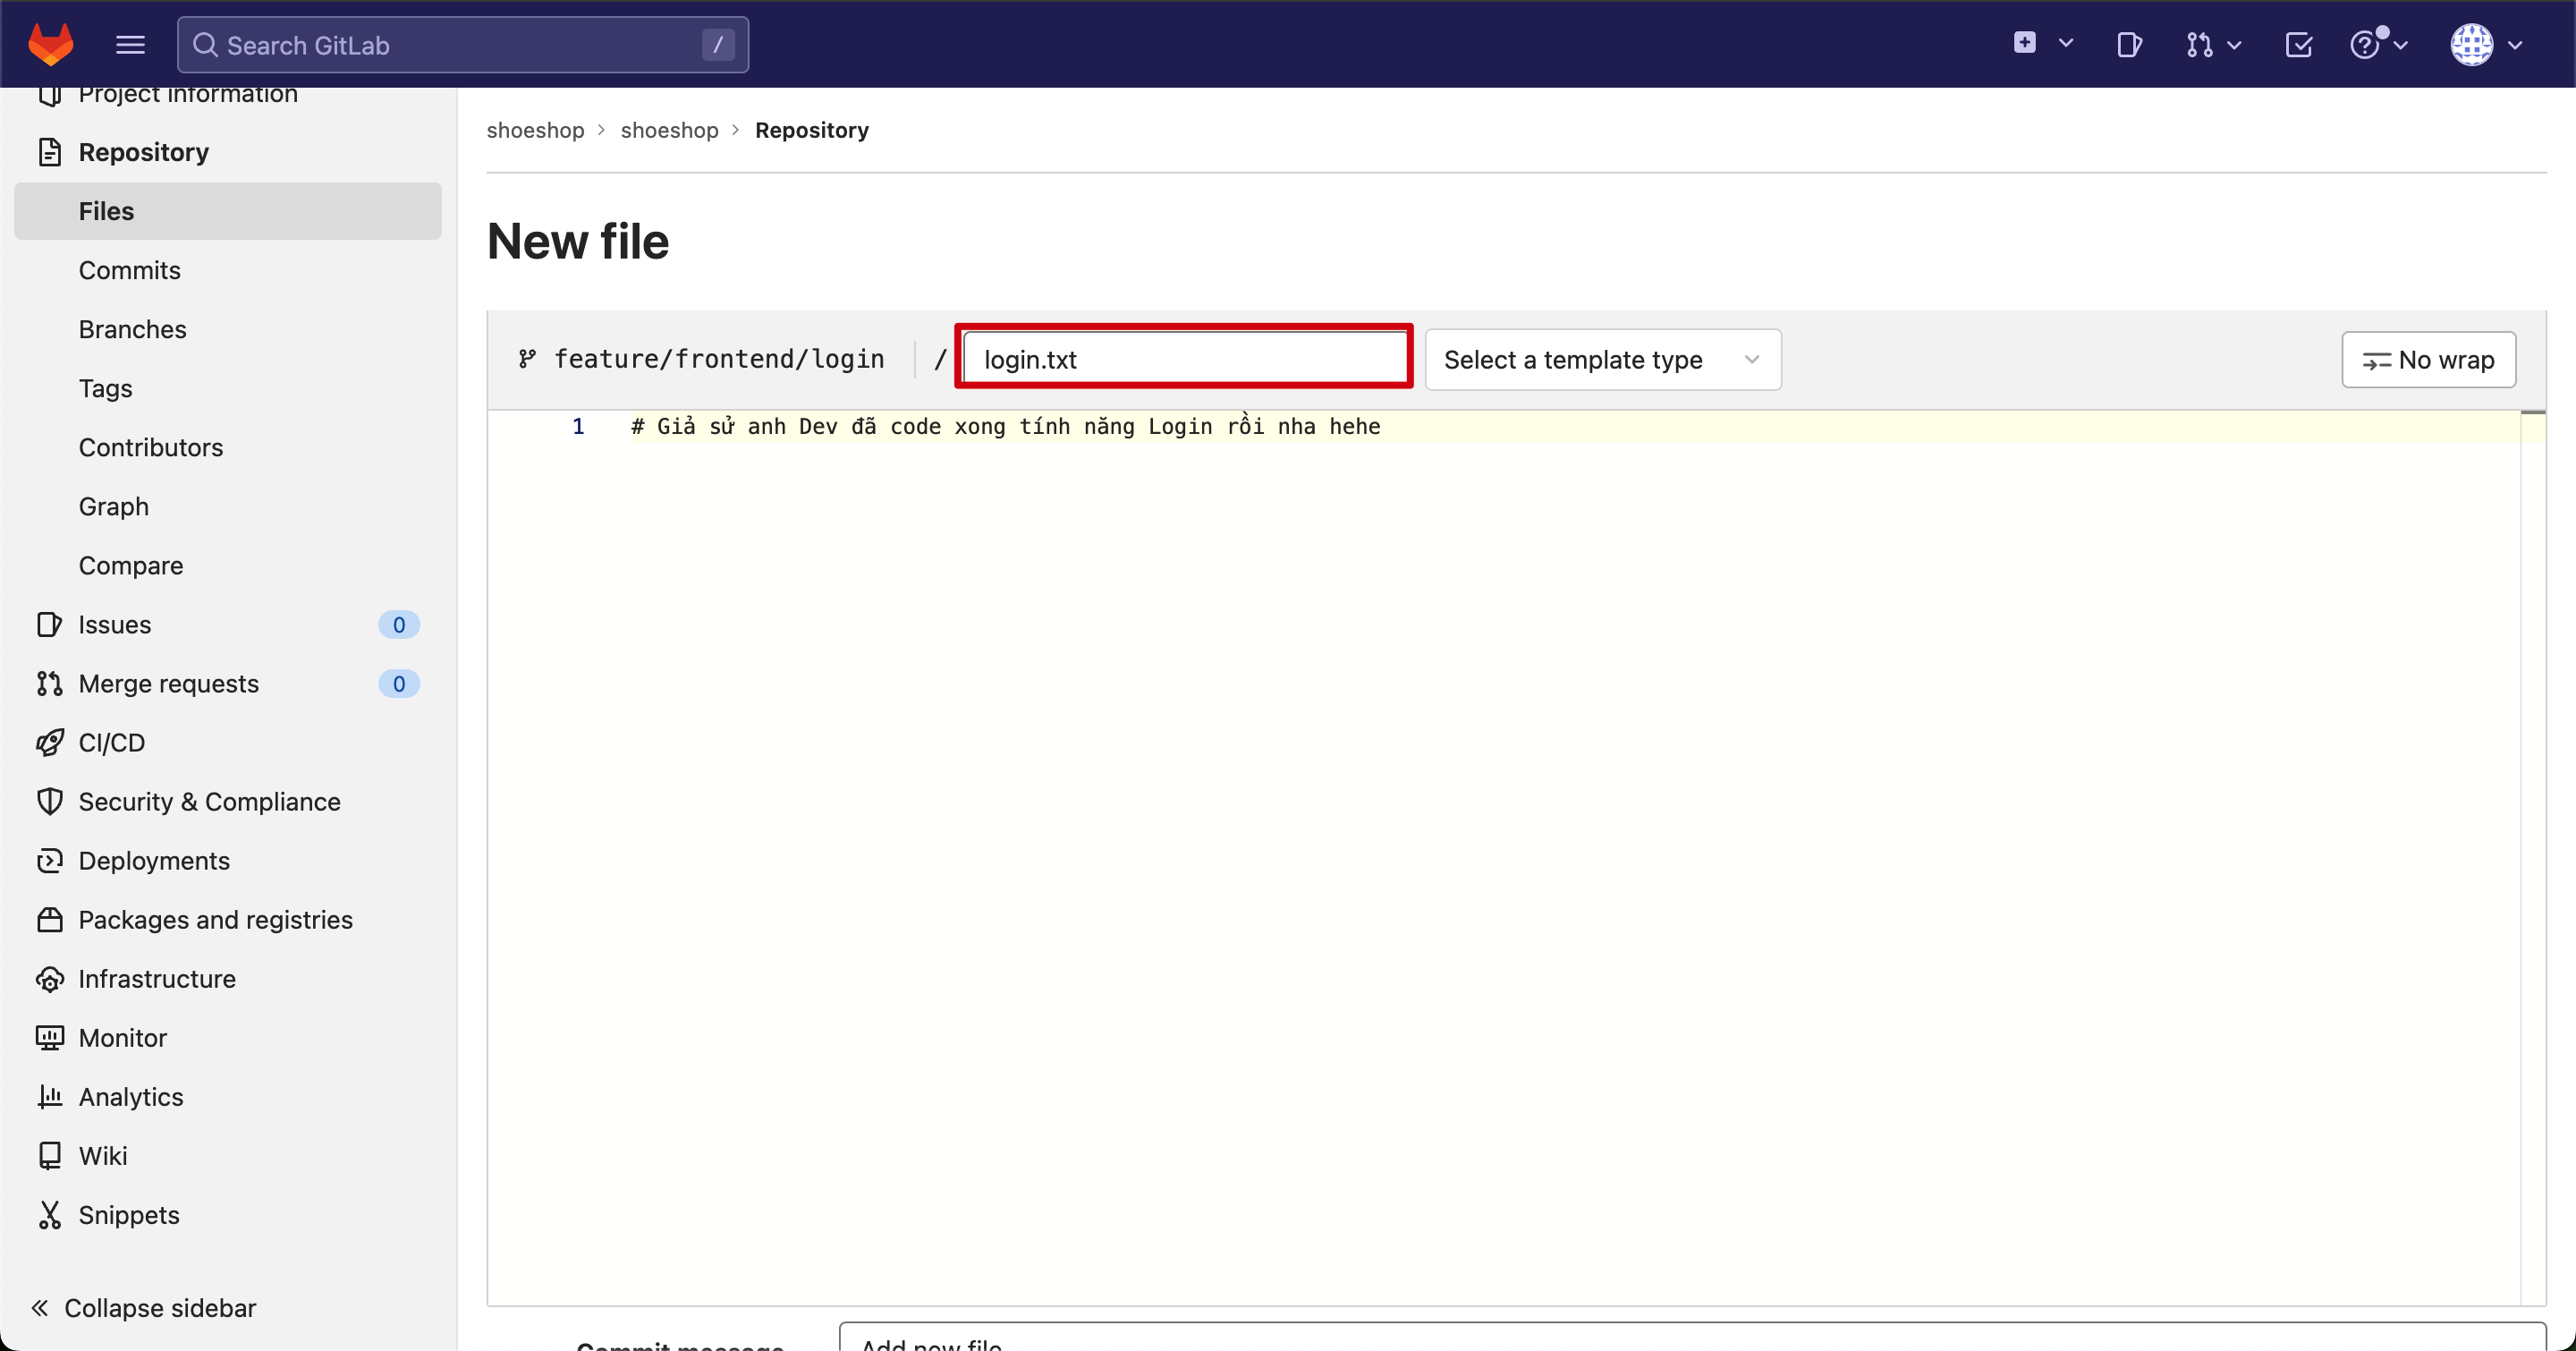 Search GitLab /
Project information
Repository
Files
Commits
Branches
Tags
Contributors
Graph
Compare
Issues 0
Merge requests 0
CI/CD
Security & Compliance
Deployments
Packages and registries
Infrastructure
Monitor
Analytics
Wiki
Snippets
Collapse sidebar
shoeshop > shoeshop > Repository
New file
feature/frontend/login / login.txt Select a template type No wrap
1 # Giả sử anh Dev đã code xong tính năng Login rồi nha hehe
Commit message Add new file